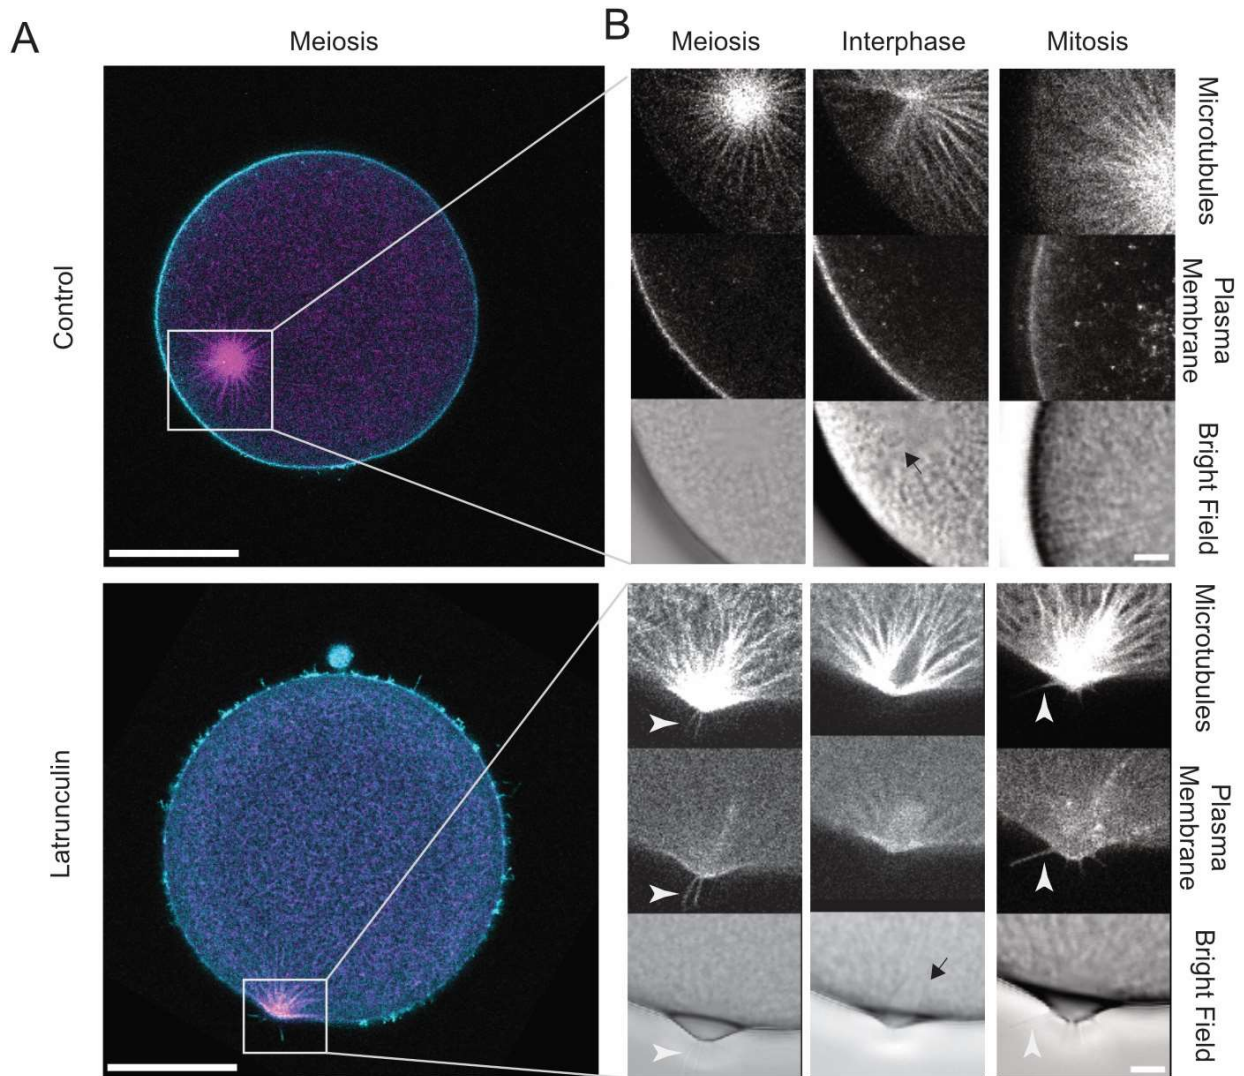 A
B
Meiosis
Meiosis
Interphase
Mitosis
Control
Microtubules
Plasma
Membrane
Bright Field
Latrunculin
Microtubules
Plasma
Membrane
Bright Field